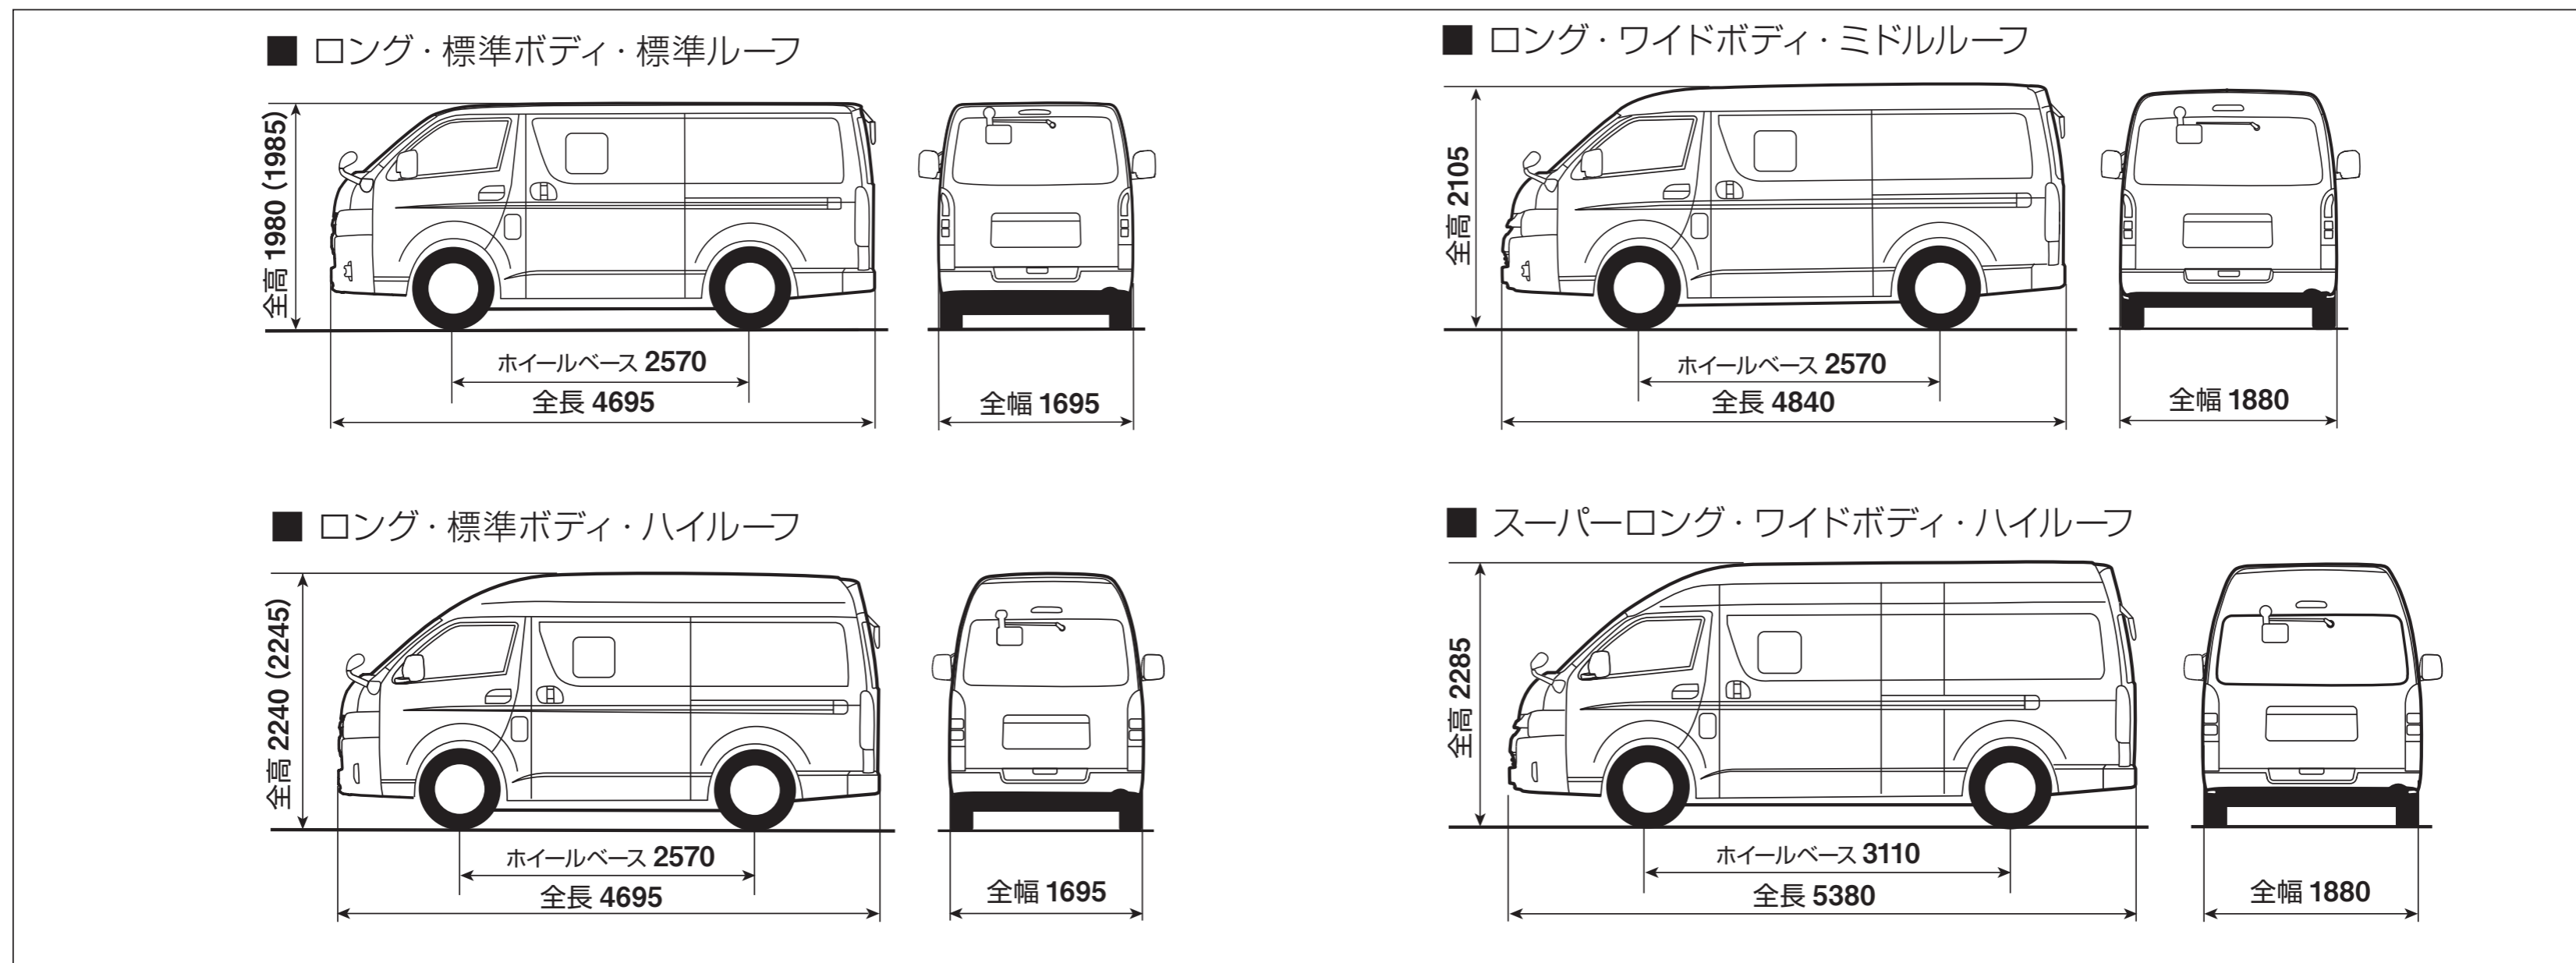 ■ ロング・標準ボディ・標準ルーフ
全高 1980 (1985)
ホイールベース 2570
全長 4695
全幅 1695
■ ロング・ワイドボディ・ミドルルーフ
全高 2105
ホイールベース 2570
全長 4840
全幅 1880
■ ロング・標準ボディ・ハイルーフ
全高 2240 (2245)
ホイールベース 2570
全長 4695
全幅 1695
■ スーパーロング・ワイドボディ・ハイルーフ
全高 2285
ホイールベース 3110
全長 5380
全幅 1880